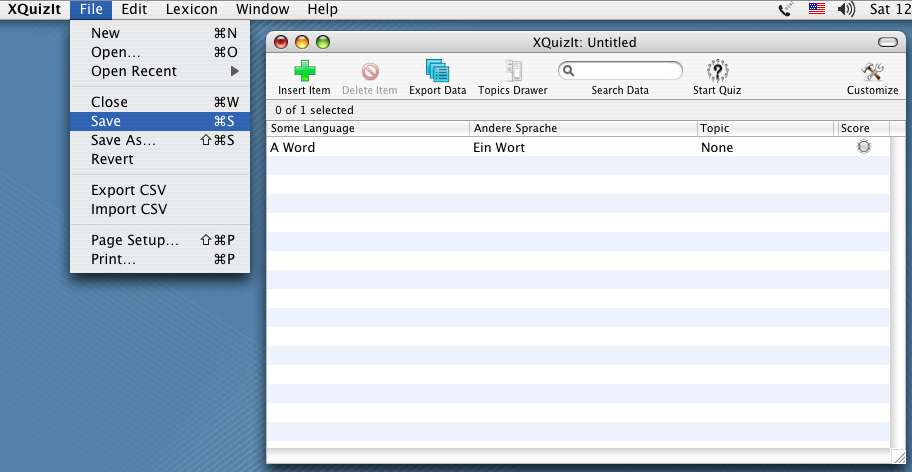 XQuizIt File Edit Lexicon Window Help Sat 12
New ⌘N
Open... ⌘O
Open Recent
Close ⌘W
Save ⌘S
Save As... ⇧⌘S
Revert
Export CSV
Import CSV
Page Setup... ⇧⌘P
Print... ⌘P
XQuizIt: Untitled
Insert Item Delete Item Export Data Topics Drawer Search Data Start Quiz Customize
0 of 1 selected
Some Language Andere Sprache Topic Score
A Word Ein Wort None